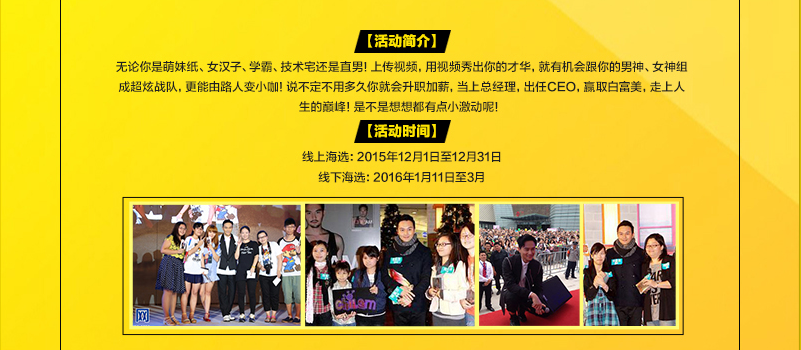 【活动简介】
无论你是萌妹纸、女汉子、学霸、技术宅还是直男！上传视频，用视频秀出你的才华，就有机会跟你的男神、女神组
成超炫战队，更能由路人变小咖！说不定不用多久你就会升职加薪，当上总经理，出任CEO，赢取白富美，走上人
生的巅峰！是不是想想都有点小激动呢！
【活动时间】
线上海选：2015年12月1日至12月31日
线下海选：2016年1月11日至3月